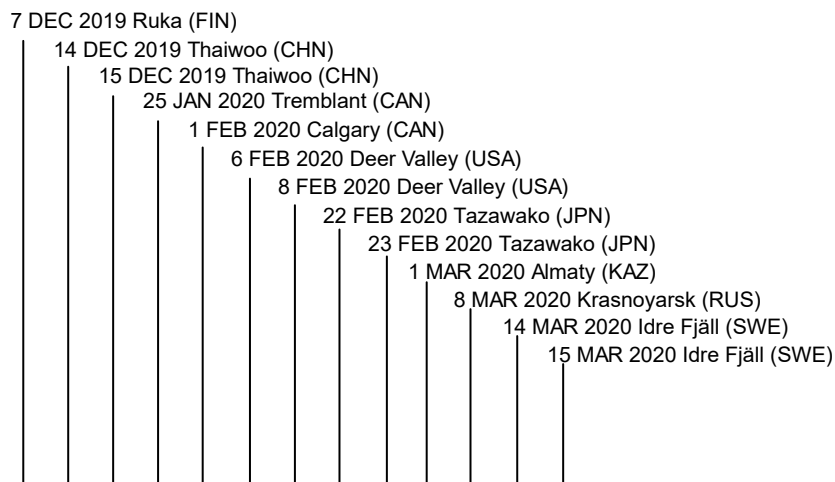 7 DEC 2019 Ruka (FIN)
14 DEC 2019 Thaiwoo (CHN)
15 DEC 2019 Thaiwoo (CHN)
25 JAN 2020 Tremblant (CAN)
1 FEB 2020 Calgary (CAN)
6 FEB 2020 Deer Valley (USA)
8 FEB 2020 Deer Valley (USA)
22 FEB 2020 Tazawako (JPN)
23 FEB 2020 Tazawako (JPN)
1 MAR 2020 Almaty (KAZ)
8 MAR 2020 Krasnoyarsk (RUS)
14 MAR 2020 Idre Fjäll (SWE)
15 MAR 2020 Idre Fjäll (SWE)